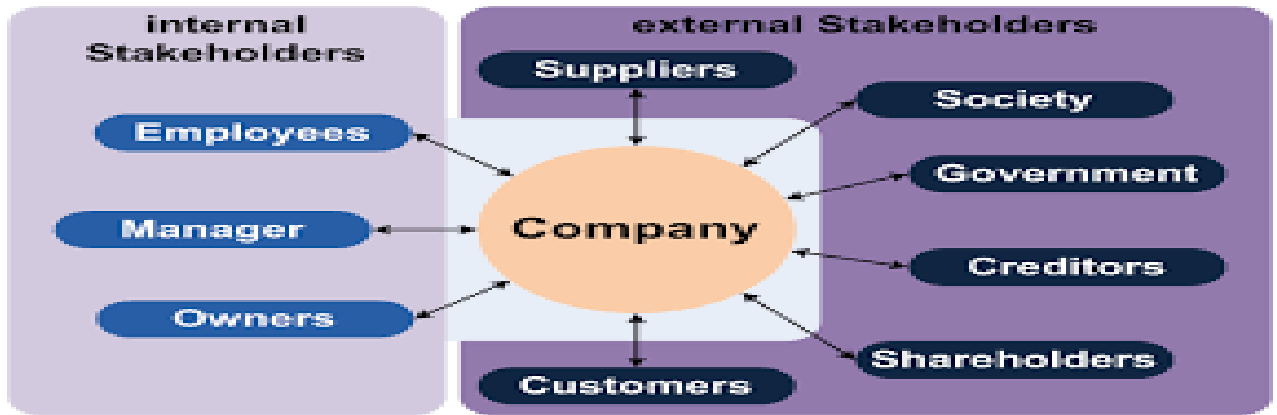 internal
Stakeholders
Employees
Manager
Owners
external Stakeholders
Suppliers
Society
Government
Company
Creditors
Shareholders
Customers